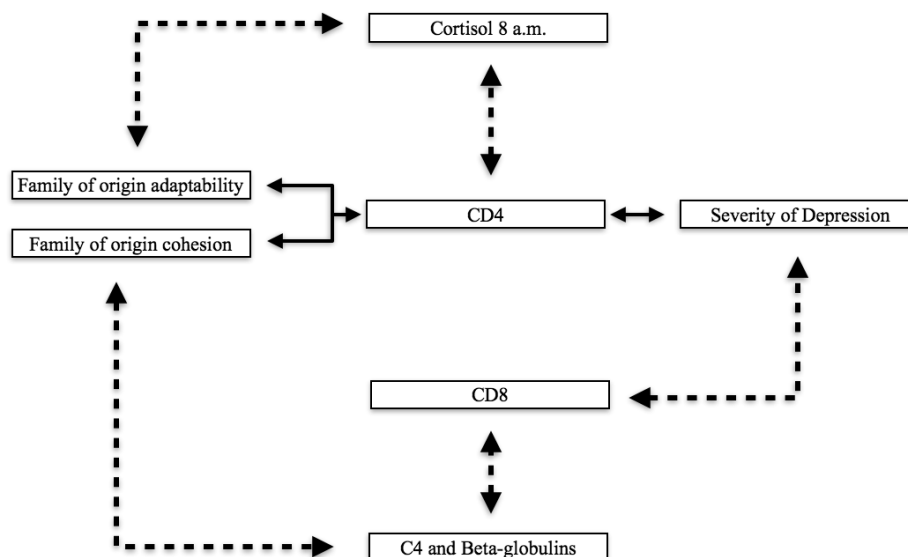 Cortisol 8 a.m.
Family of origin adaptability
CD4
Severity of Depression
Family of origin cohesion
CD8
C4 and Beta-globulins